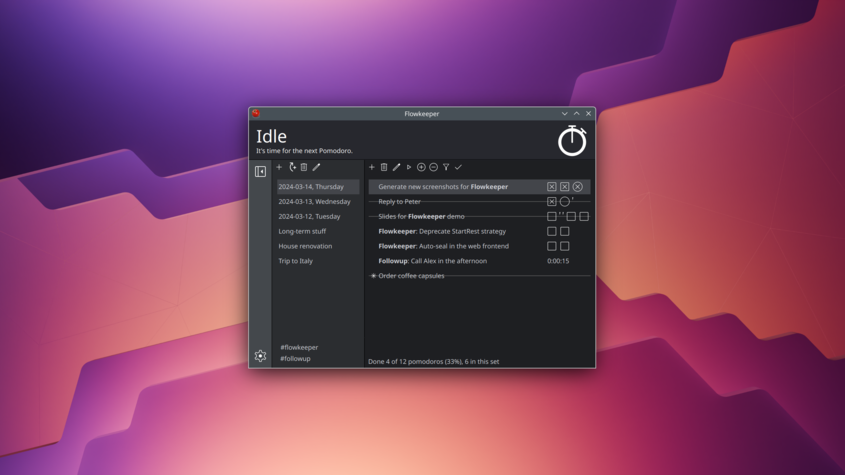 Flowkeeper
Idle
It's time for the next Pomodoro.
2024-03-14, Thursday
2024-03-13, Wednesday
2024-03-12, Tuesday
Long-term stuff
House renovation
Trip to Italy
#flowkeeper
#followup
Generate new screenshots for Flowkeeper
Reply to Peter
Slides for Flowkeeper demo
Flowkeeper: Deprecate StartRest strategy
Flowkeeper: Auto-seal in the web frontend
Followup: Call Alex in the afternoon 0:00:15
Order coffee capsules
Done 4 of 12 pomodoros (33%), 6 in this set